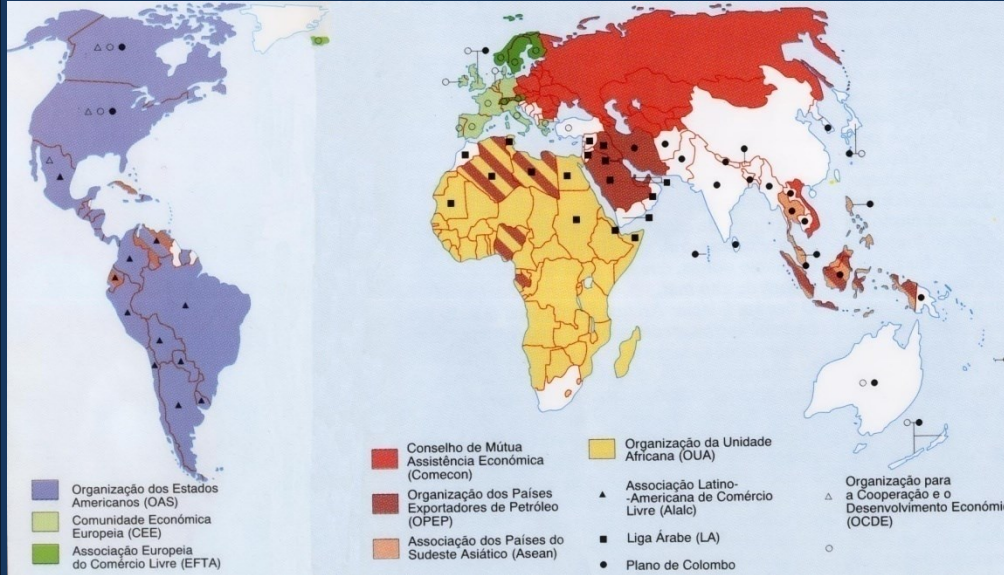 Organização dos Estados
Americanos (OAS)
Comunidade Económica
Europeia (CEE)
Associação Europeia
do Comércio Livre (EFTA)
Conselho de Mútua
Assistência Económica
(Comecon)
Organização dos Países
Exportadores de Petróleo
(OPEP)
Associação dos Países do
Sudeste Asiático (Asean)
Organização da Unidade
Africana (OUA)
Associação Latino-
-Americana de Comércio
Livre (Alalc)
Liga Árabe (LA)
Plano de Colombo
Organização para
a Cooperação e o
Desenvolvimento Económi
(OCDE)